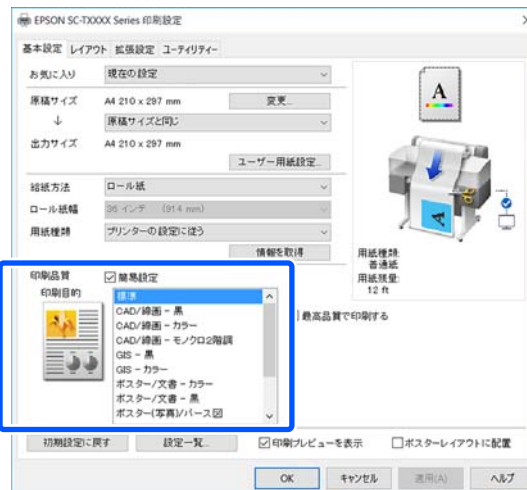 EPSON SC-TXXXX Series 印刷設定
基本設定 レイアウト 拡張設定 ユーティリティー
お気に入り 現在の設定
原稿サイズ A4 210 x 297 mm 変更...
↓ 原稿サイズと同じ
出力サイズ A4 210 x 297 mm
ユーザー用紙設定...
給紙方法 ロール紙
ロール紙幅 36 インチ (914 mm)
用紙種類 プリンターの設定に従う
情報を取得
用紙種類:
普通紙
用紙残量:
12 ft
A
印刷品質 簡易設定
印刷目的
標準
CAD/線画 - 黒
CAD/線画 - カラー
CAD/線画 - モノクロ2階調
GIS - 黒
GIS - カラー
ポスター/文書 - カラー
ポスター/文書 - 黒
ポスター(写真)/パース図
最高品質で印刷する
初期設定に戻す 設定一覧... 印刷プレビューを表示 ポスターレイアウトに配置
OK キャンセル 適用(A) ヘルプ